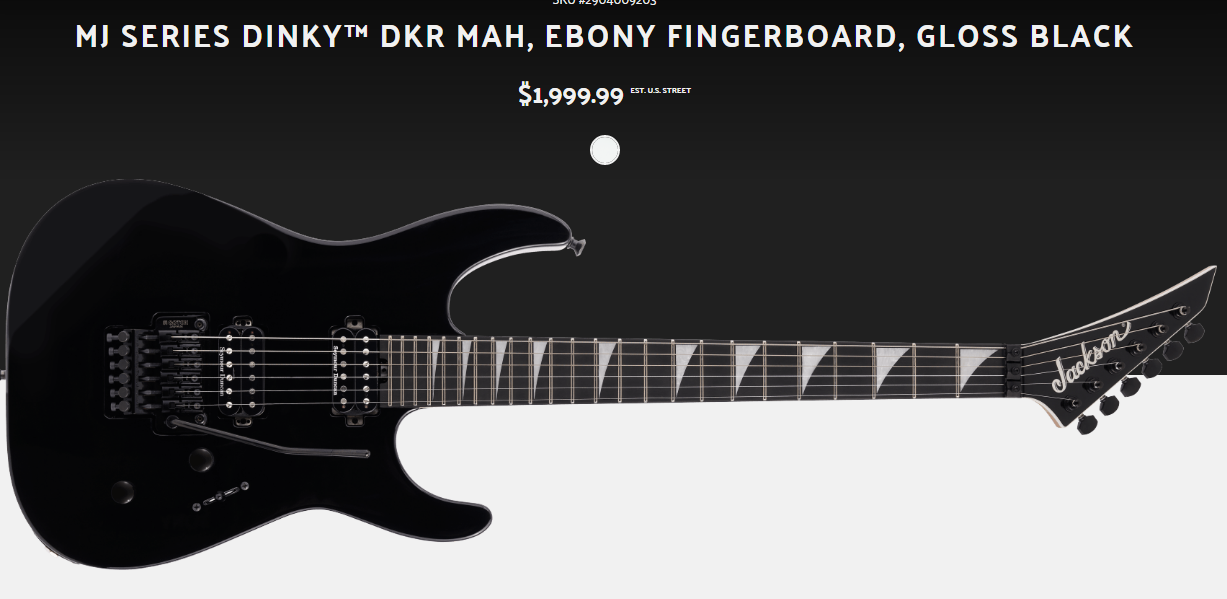 SKU #2904009203
MJ SERIES DINKY™ DKR MAH, EBONY FINGERBOARD, GLOSS BLACK
$1,999.99 EST. U.S. STREET
Seymour Duncan
Seymour Duncan
Jackson